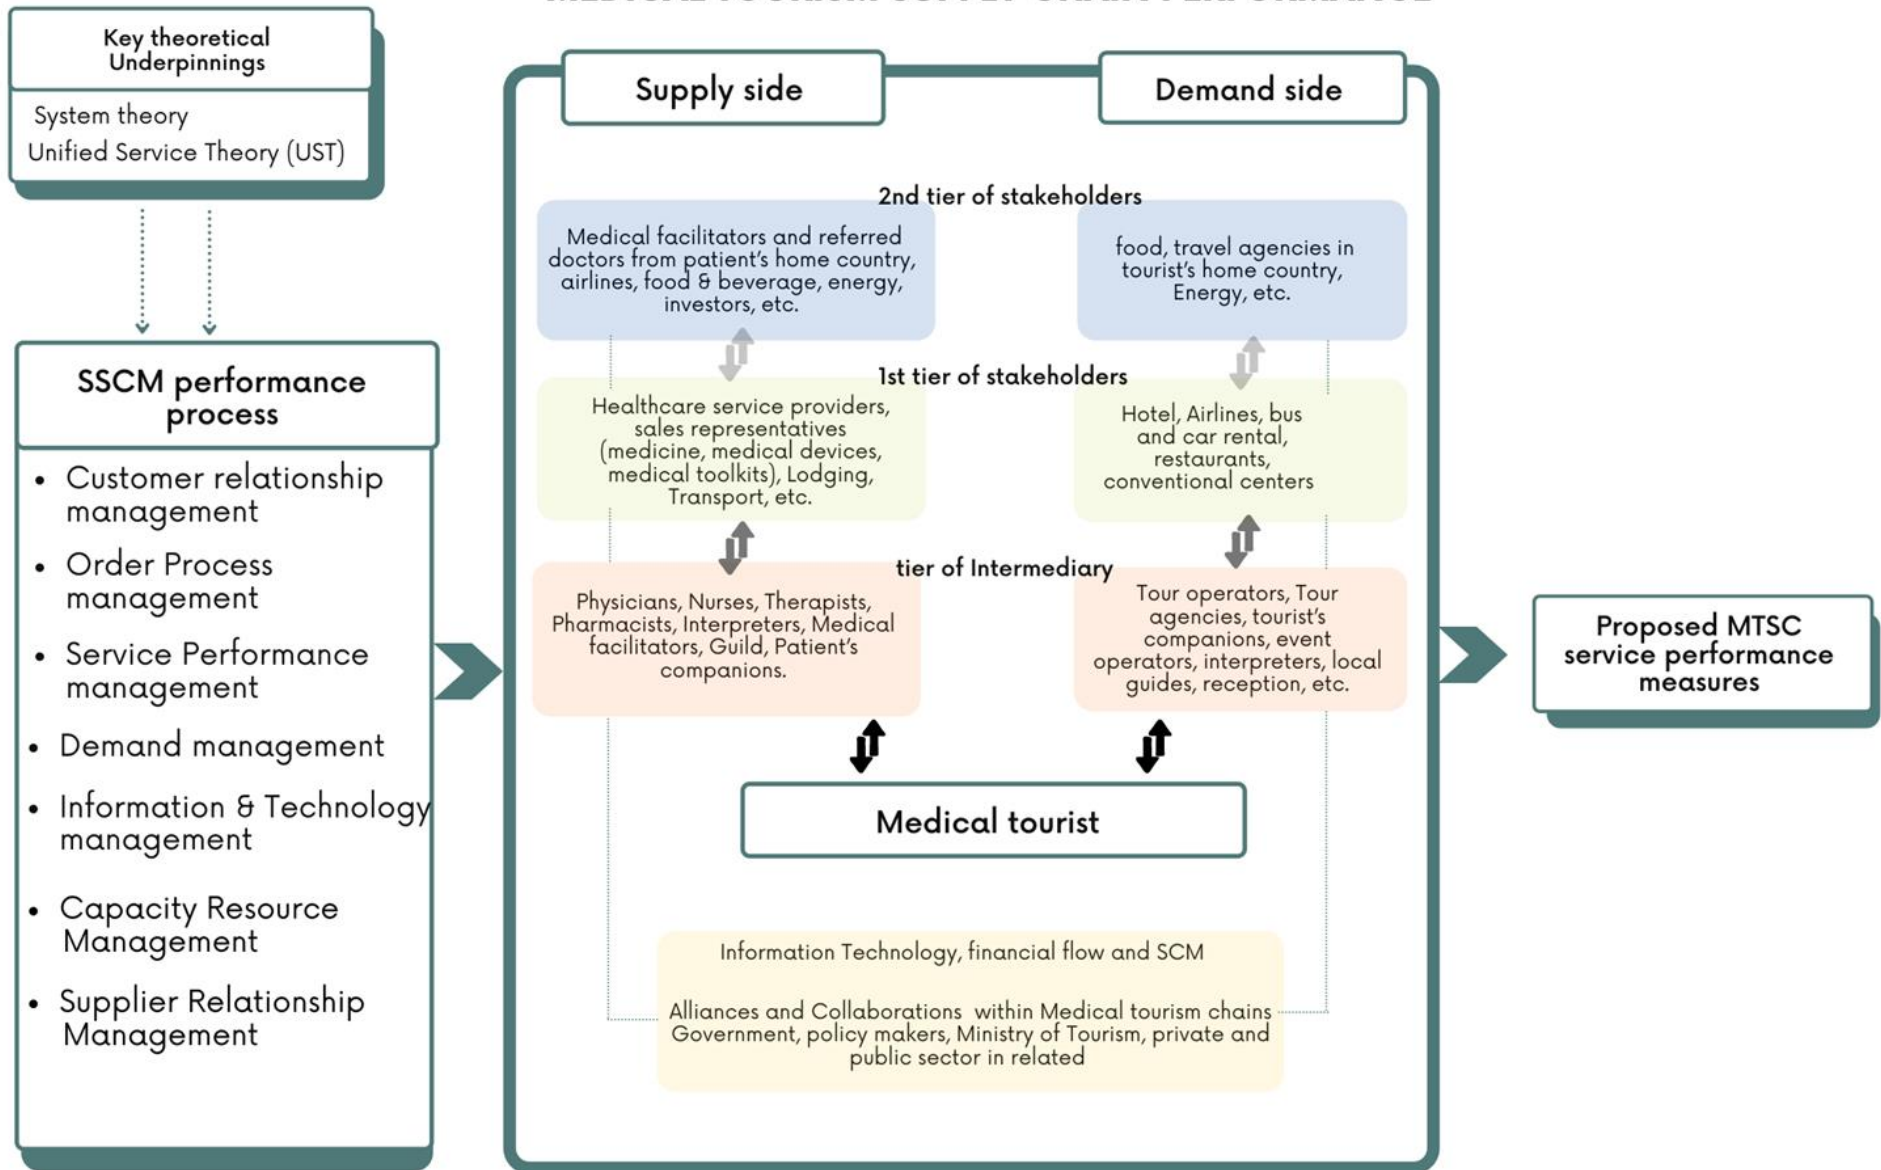 Key theoretical
Underpinnings
System theory
Unified Service Theory (UST)
SSCM performance
process
• Customer relationship
management
• Order Process
management
• Service Performance
management
• Demand management
• Information & Technology
management
• Capacity Resource
Management
• Supplier Relationship
Management
Supply side
Demand side
2nd tier of stakeholders
Medical facilitators and referred
doctors from patient's home country,
airlines, food & beverage, energy,
investors, etc.
food, travel agencies in
tourist's home country,
Energy, etc.
1st tier of stakeholders
Healthcare service providers,
sales representatives
(medicine, medical devices,
medical toolkits), Lodging,
Transport, etc.
Hotel, Airlines, bus
and car rental,
restaurants,
conventional centers
tier of Intermediary
Physicians, Nurses, Therapists,
Pharmacists, Interpreters, Medical
facilitators, Guild, Patient's
companions.
Tour operators, Tour
agencies, tourist's
companions, event
operators, interpreters, local
guides, reception, etc.
Medical tourist
Information Technology, financial flow and SCM
Alliances and Collaborations within Medical tourism chains
Government, policy makers, Ministry of Tourism, private and
public sector in related
Proposed MTSC
service performance
measures